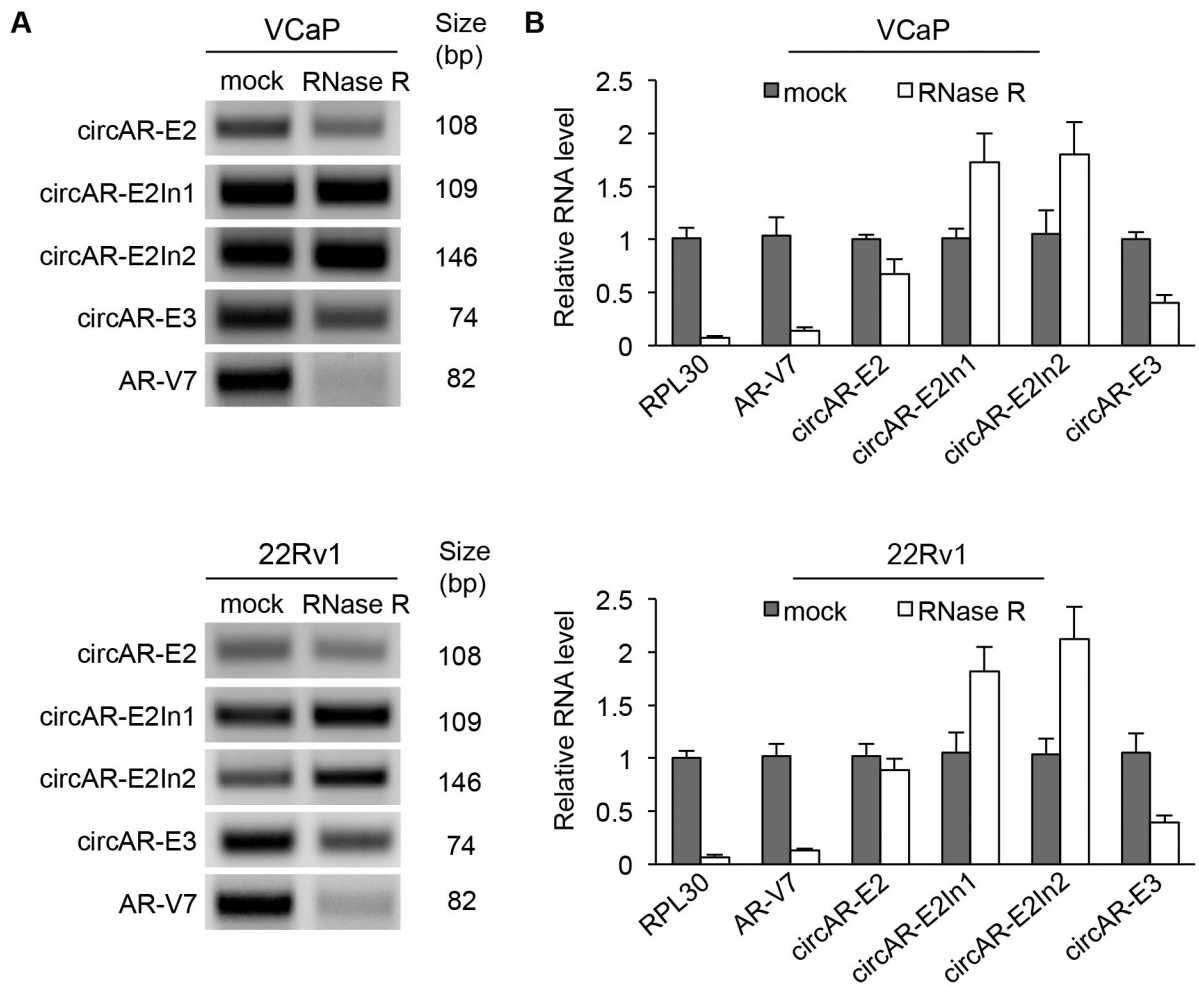 A
VCaP
Size
(bp)
mock RNase R
circAR-E2 108
circAR-E2In1 109
circAR-E2In2 146
circAR-E3 74
AR-V7 82
22Rv1
Size
(bp)
mock RNase R
circAR-E2 108
circAR-E2In1 109
circAR-E2In2 146
circAR-E3 74
AR-V7 82
B
VCaP
mock RNase R
Relative RNA level
2.5
2
1.5
1
0.5
0
RPL30 AR-V7 circAR-E2 circAR-E2In1 circAR-E2In2 circAR-E3
22Rv1
mock RNase R
Relative RNA level
2.5
2
1.5
1
0.5
0
RPL30 AR-V7 circAR-E2 circAR-E2In1 circAR-E2In2 circAR-E3